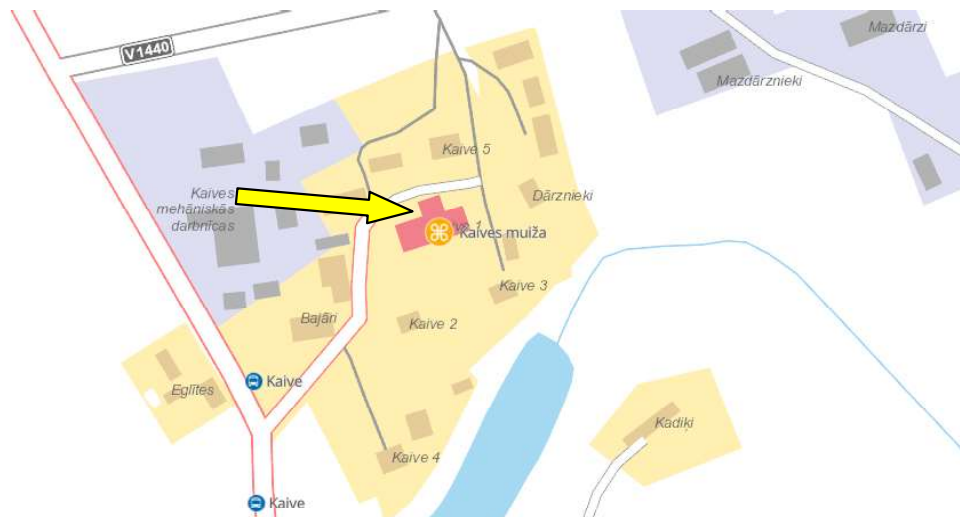 V1440
Mazdārzi
Mazdārznieki
Kaive 5
Kaives
mehāniskās
darbnīcas
Dārznieki
Kaives muiža
Kaive 3
Bajāri
Kaive 2
Kaive
Eglītes
Kadiķi
Kaive 4
Kaive